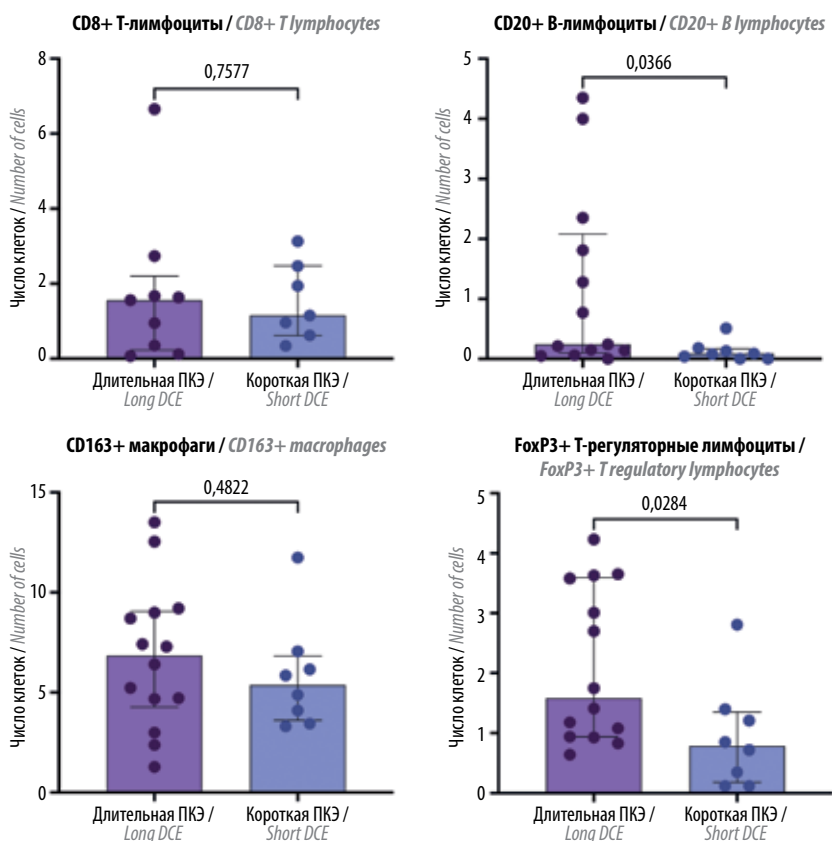 CD8+ Т-лимфоциты / CD8+ T lymphocytes
0,7577
Число клеток / Number of cells
8
6
4
2
0
Длительная ПКЭ /
Long DCE
Короткая ПКЭ /
Short DCE
CD20+ В-лимфоциты / CD20+ B lymphocytes
0,0366
Число клеток / Number of cells
5
4
3
2
1
0
Длительная ПКЭ /
Long DCE
Короткая ПКЭ /
Short DCE
CD163+ макрофаги / CD163+ macrophages
0,4822
Число клеток / Number of cells
15
10
5
0
Длительная ПКЭ /
Long DCE
Короткая ПКЭ /
Short DCE
FoxP3+ Т-регуляторные лимфоциты /
FoxP3+ T regulatory lymphocytes
0,0284
Число клеток / Number of cells
5
4
3
2
1
0
Длительная ПКЭ /
Long DCE
Короткая ПКЭ /
Short DCE